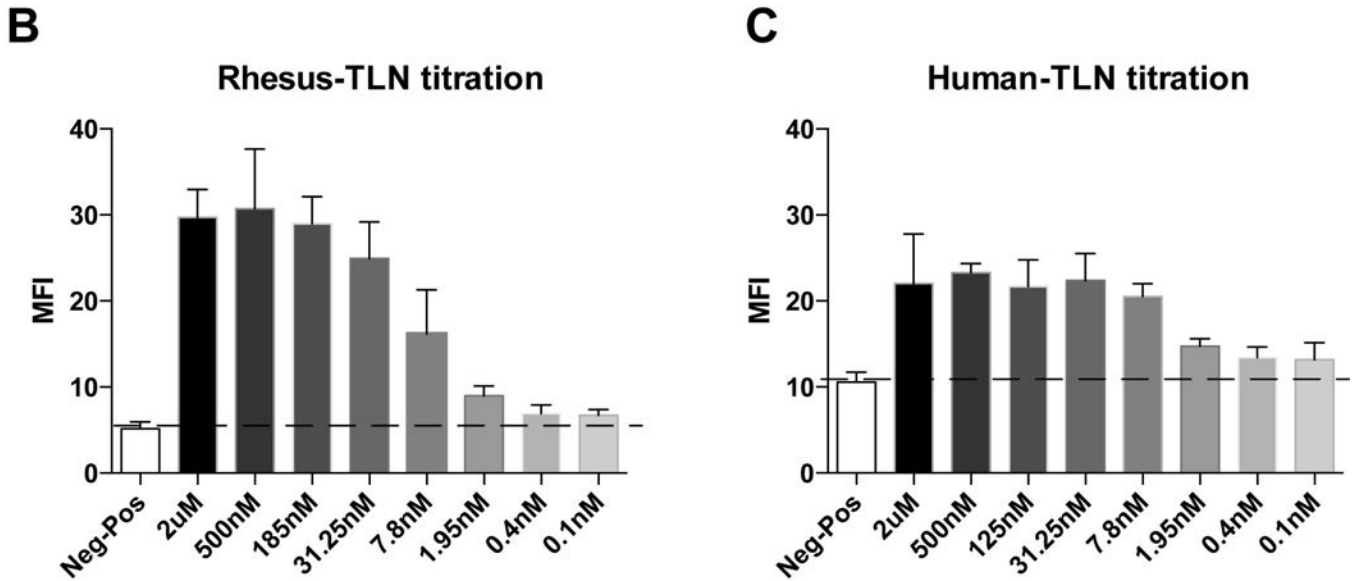 B
Rhesus-TLN titration
MFI
40
30
20
10
0
Neg-Pos
2uM
500nM
185nM
31.25nM
7.8nM
1.95nM
0.4nM
0.1nM
C
Human-TLN titration
MFI
40
30
20
10
0
Neg-Pos
2uM
500nM
125nM
31.25nM
7.8nM
1.95nM
0.4nM
0.1nM